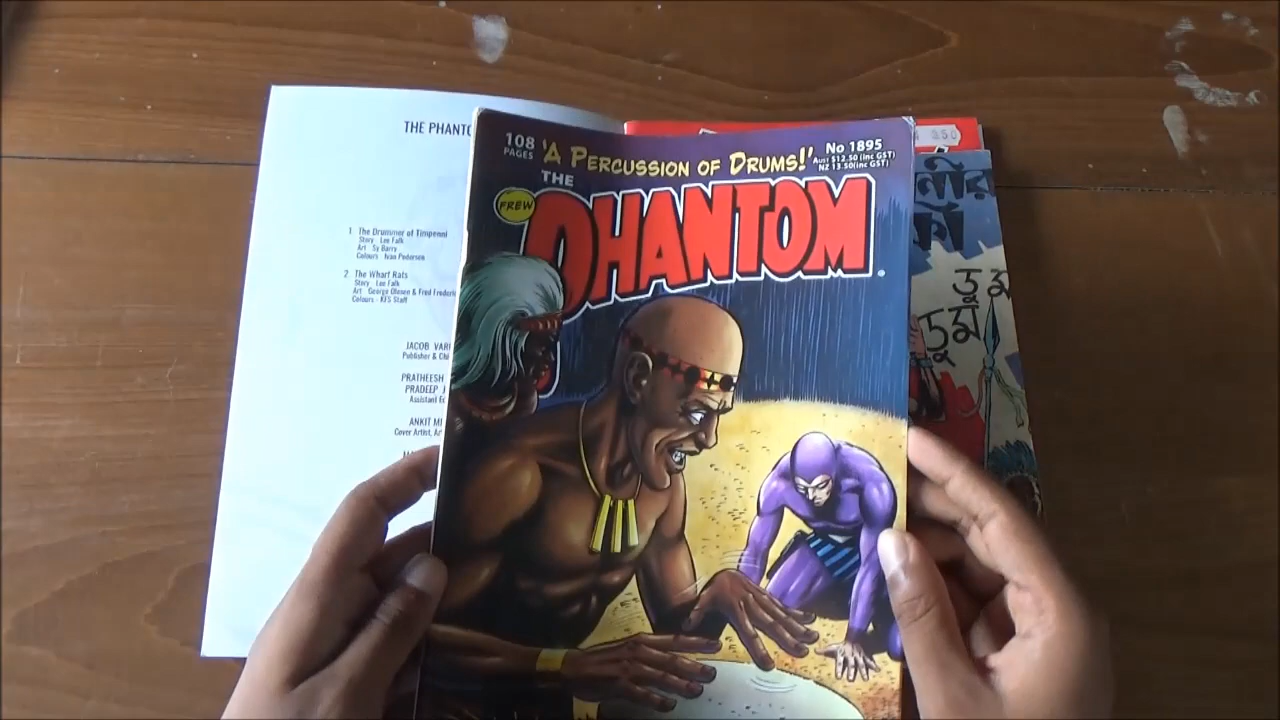 THE PHANTO
1 The Drummer of Timpenni
Story Lee Falk
Art Sy Barry
Colours Ivan Pedersen
2 The Wharf Rats
Story Lee Falk
Art George Olesen & Fred Frederic
Colours - KFS Staff
JACOB VAR
Publisher & Chi
PRATHEESH
PRADEEP
Assistant Ed
ANKIT MI
Cover Artist, Ar
108
PAGES
'A PERCUSSION OF DRUMS!'
No 1895
Aust $12.50 (inc GST)
NZ 13.50(inc GST)
THE
FREW
PHANTOM
350
নীর
ডুম
ডুম